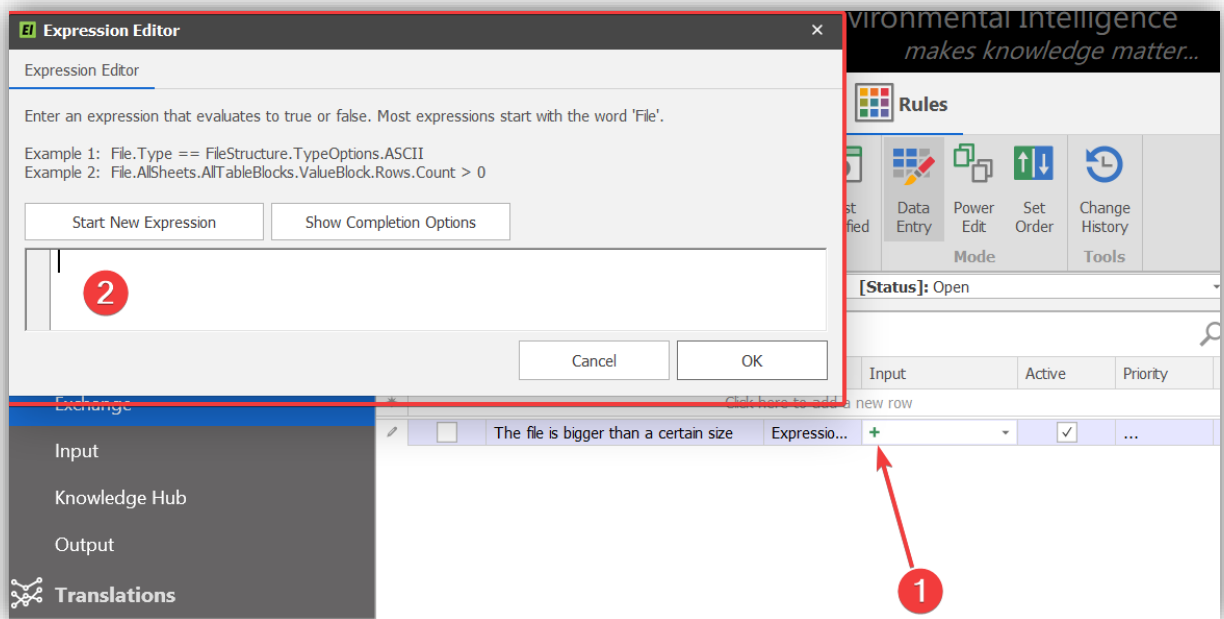 Expression Editor
Environmental Intelligence
makes knowledge matter...
Expression Editor
Enter an expression that evaluates to true or false. Most expressions start with the word 'File'.
Example 1: File.Type == FileStructure.TypeOptions.ASCII
Example 2: File.AllSheets.AllTableBlocks.ValueBlock.Rows.Count > 0
Start New Expression
Show Completion Options
2
Cancel
OK
Rules
Data Entry
Power Edit
Set Order
Change History
Mode
Tools
[Status]: Open
Input
Active
Priority
Click here to add a new row
The file is bigger than a certain size
Expressio...
...
Exchange
Input
Knowledge Hub
Output
Translations
1